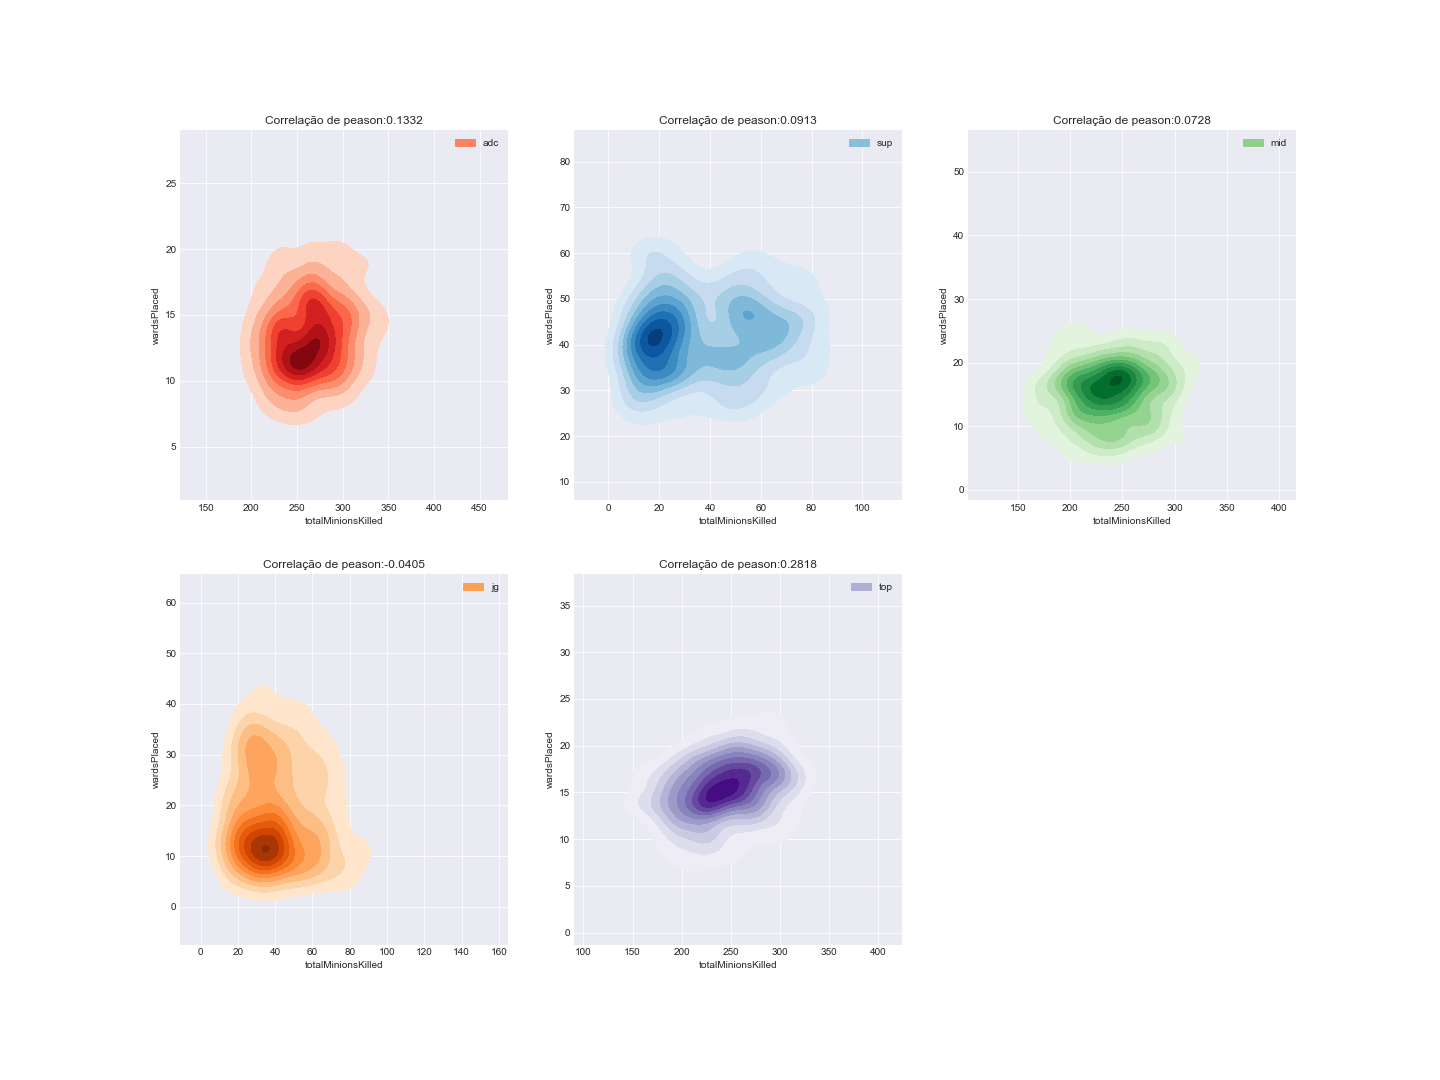 Correlação de peason:0.1332
adc
25
20
15
10
5
wardsPlaced
150 200 250 300 350 400 450
totalMinionsKilled
Correlação de peason:0.0913
sup
80
70
60
50
40
30
20
10
wardsPlaced
0 20 40 60 80 100
totalMinionsKilled
Correlação de peason:0.0728
mid
50
40
30
20
10
0
wardsPlaced
150 200 250 300 350 400
totalMinionsKilled
Correlação de peason:-0.0405
jg
60
50
40
30
20
10
0
wardsPlaced
0 20 40 60 80 100 120 140 160
totalMinionsKilled
Correlação de peason:0.2818
top
35
30
25
20
15
10
5
0
wardsPlaced
100 150 200 250 300 350 400
totalMinionsKilled